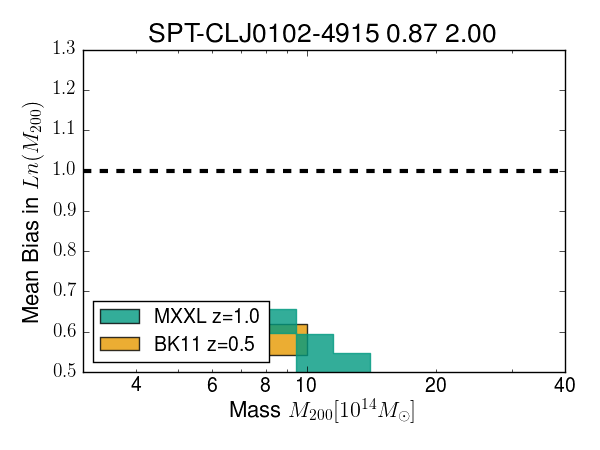 SPT-CLJ0102-4915 0.87 2.00
1.3
1.2
1.1
1.0
0.9
0.8
0.7
0.6
0.5
Mean Bias in Ln(M₂₀₀)
MXXL z=1.0
BK11 z=0.5
4 6 8 10 20 40
Mass M₂₀₀[10¹⁴M☉]